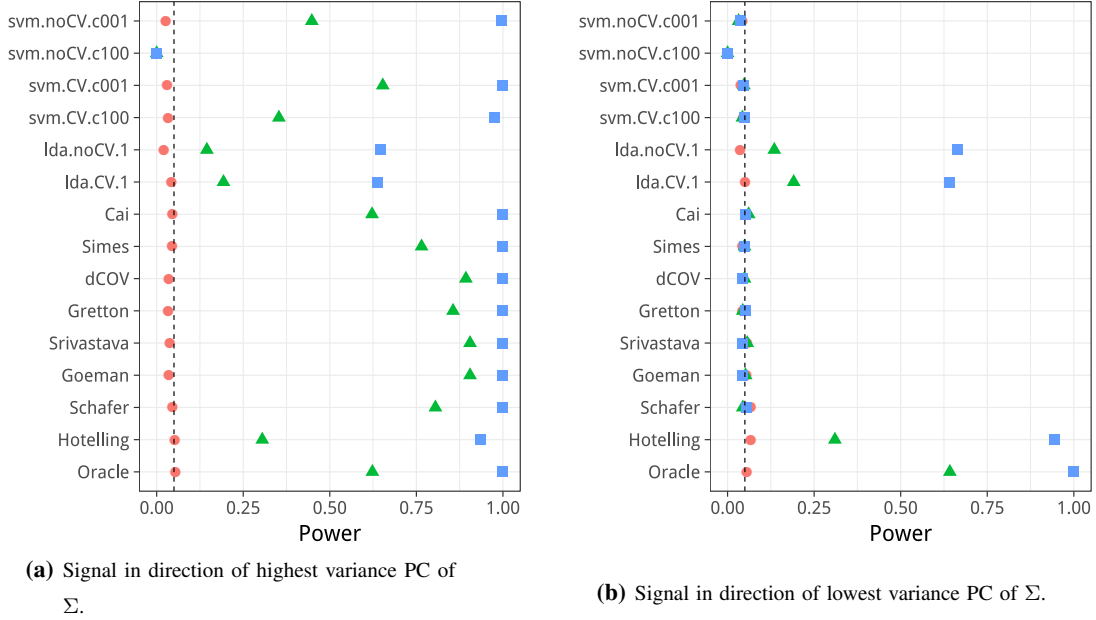 svm.noCV.c001
svm.noCV.c100
svm.CV.c001
svm.CV.c100
lda.noCV.1
lda.CV.1
Cai
Simes
dCOV
Gretton
Srivastava
Goeman
Schafer
Hotelling
Oracle
0.00 0.25 0.50 0.75 1.00
Power
(a) Signal in direction of highest variance PC of
Σ.
svm.noCV.c001
svm.noCV.c100
svm.CV.c001
svm.CV.c100
lda.noCV.1
lda.CV.1
Cai
Simes
dCOV
Gretton
Srivastava
Goeman
Schafer
Hotelling
Oracle
0.00 0.25 0.50 0.75 1.00
Power
(b) Signal in direction of lowest variance PC of Σ.